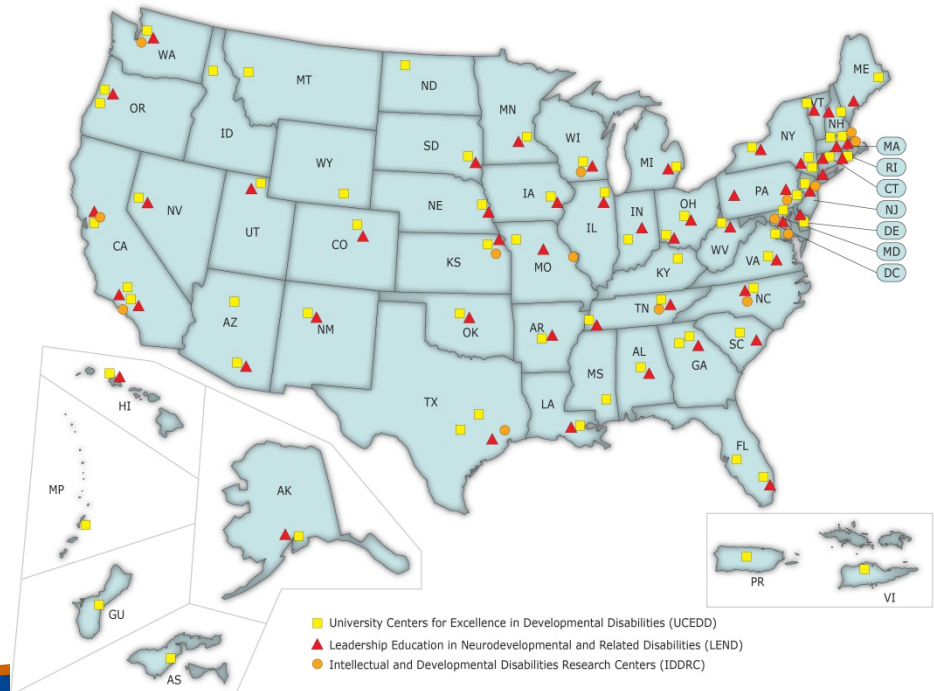 WA
MT
ND
MN
ME
VT
NH
OR
ID
WY
SD
WI
MI
NY
MA
RI
CT
NJ
DE
MD
DC
NV
UT
CO
NE
IA
IL
IN
OH
PA
CA
KS
MO
KY
WV
VA
AZ
NM
OK
AR
TN
NC
SC
TX
LA
MS
AL
GA
FL
HI
MP
AK
GU
AS
PR
VI
University Centers for Excellence in Developmental Disabilities (UCEDD)
Leadership Education in Neurodevelopmental and Related Disabilities (LEND)
Intellectual and Developmental Disabilities Research Centers (IDDRC)